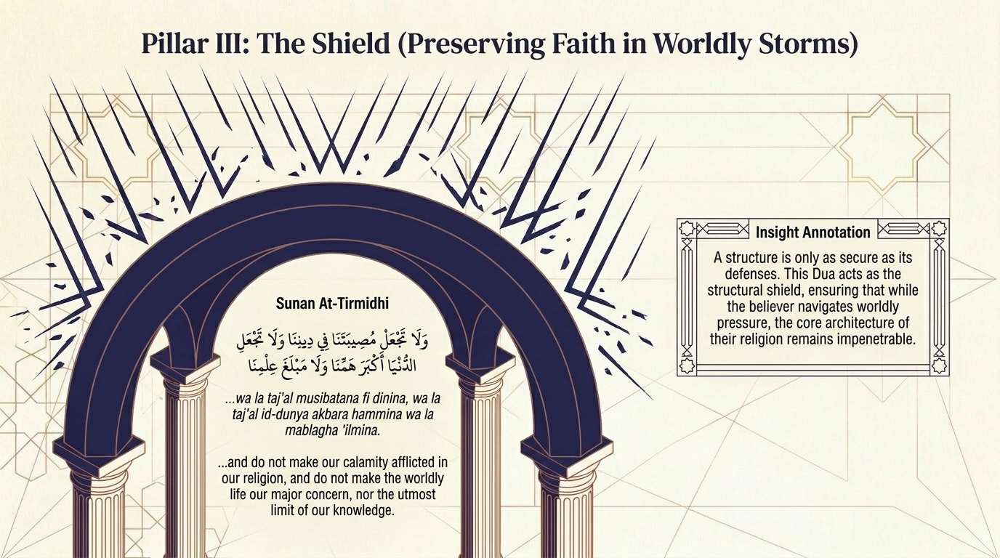 Pillar III: The Shield (Preserving Faith in Worldly Storms)
Sunan At-Tirmidhi
وَلَا تَجْعَلْ مُصِيبَتَنَا فِي دِينِنَا وَلَا تَجْعَلِ
الدُّنْيَا أَكْبَرَ هَمِّنَا وَلَا مَبْلَغَ عِلْمِنَا
...wa la taj'al musibatana fi dinina, wa la
taj'al id-dunya akbara hammina wa la
mablagha 'ilmina.
...and do not make our calamity afflicted in
our religion, and do not make the worldly
life our major concern, nor the utmost
limit of our knowledge.
Insight Annotation
A structure is only as secure as its
defenses. This Dua acts as the
structural shield, ensuring that while
the believer navigates worldly
pressure, the core architecture of
their religion remains impenetrable.